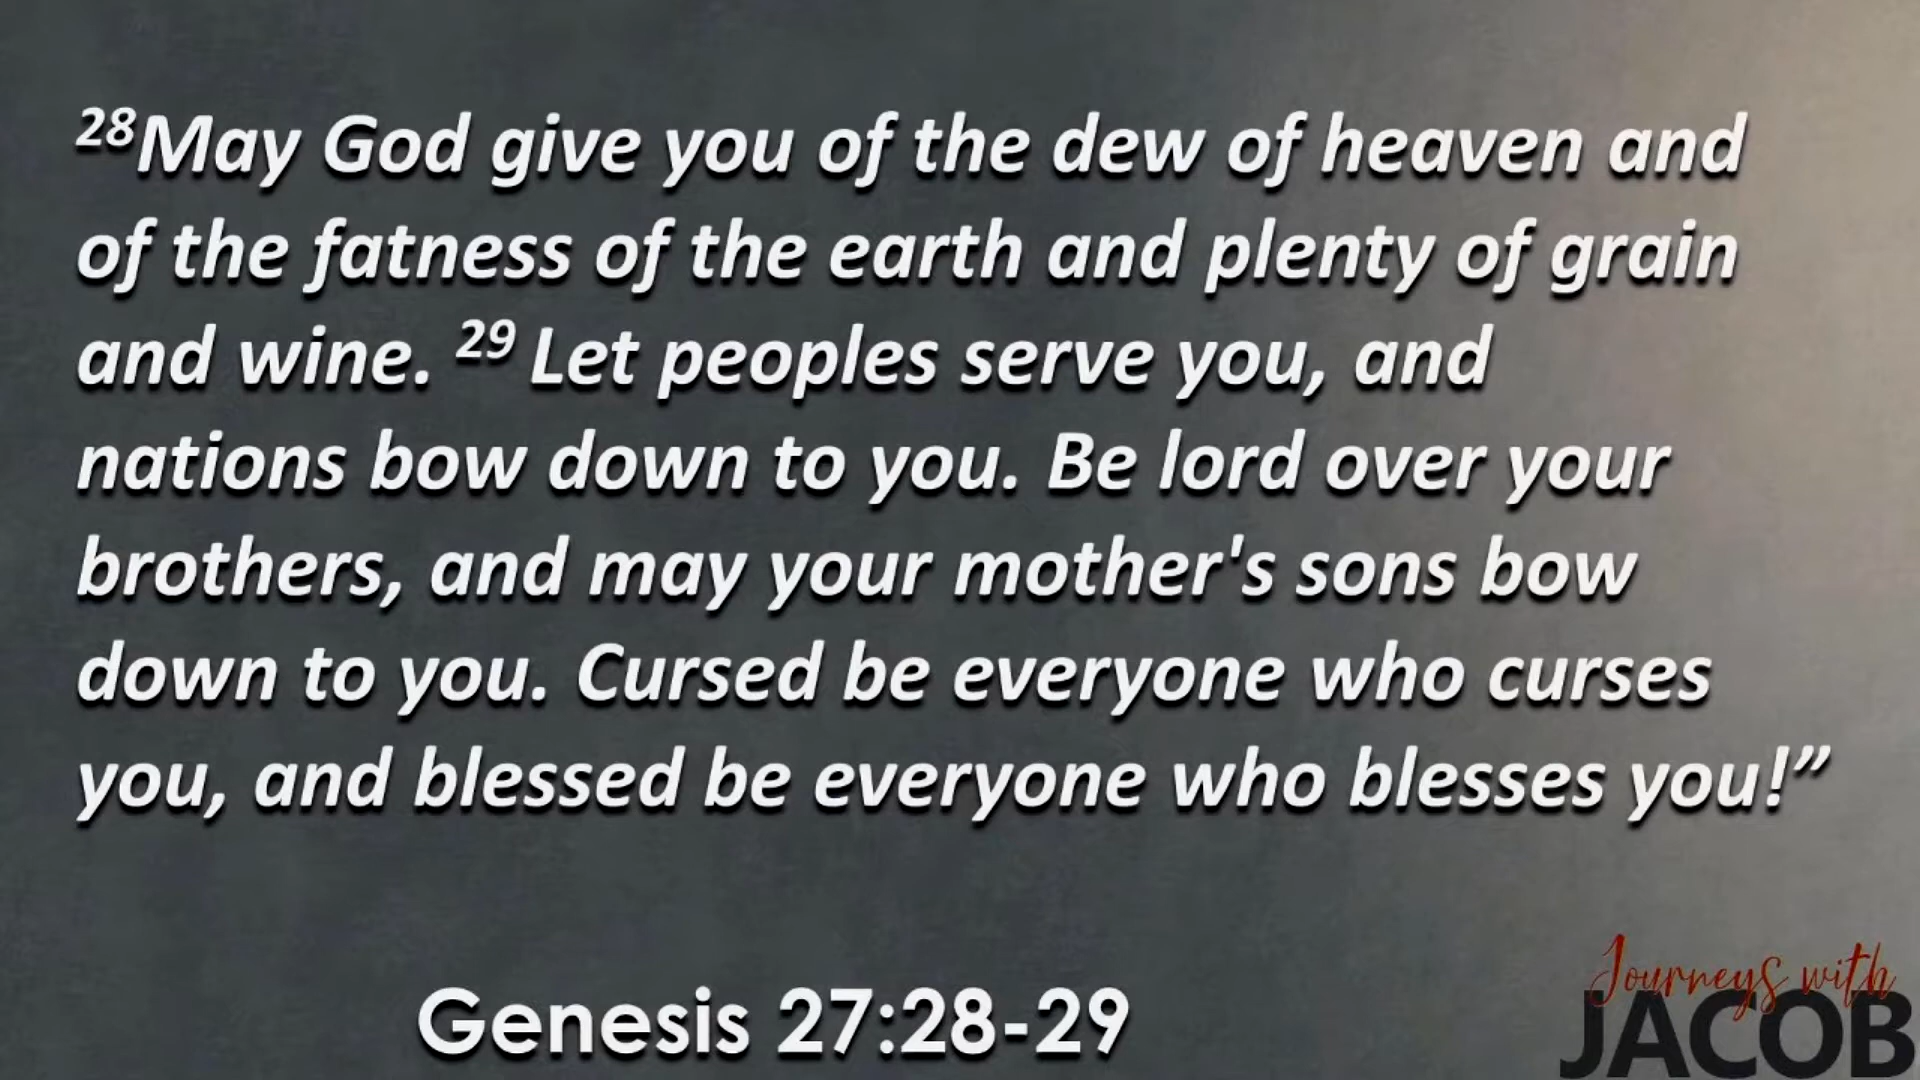 28May God give you of the dew of heaven and
of the fatness of the earth and plenty of grain
and wine. 29 Let peoples serve you, and
nations bow down to you. Be lord over your
brothers, and may your mother's sons bow
down to you. Cursed be everyone who curses
you, and blessed be everyone who blesses you!”
Genesis 27:28-29
Journeys with
JACOB